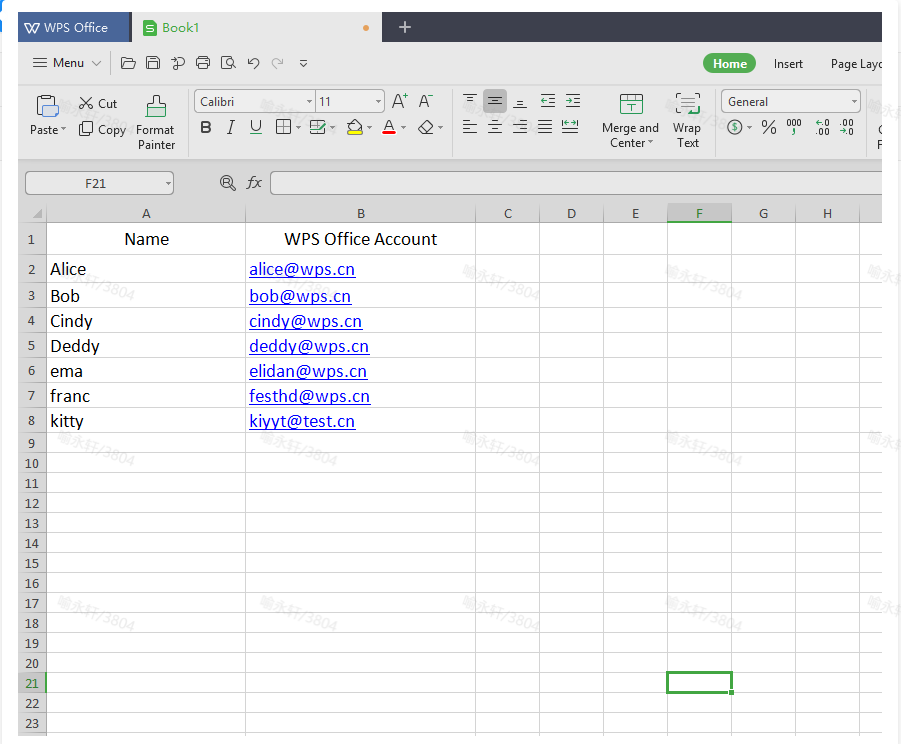 WPS Office Book1
Menu Home Insert Page Layo
Paste Cut Copy Format Painter Calibri 11 Merge and Center Wrap Text General
F21 fx
A B C D E F G H
1 Name WPS Office Account
2 Alice alice@wps.cn
3 Bob bob@wps.cn
4 Cindy cindy@wps.cn
5 Deddy deddy@wps.cn
6 ema elidan@wps.cn
7 franc festhd@wps.cn
8 kitty kiyyt@test.cn
9
10
11
12
13
14
15
16
17
18
19
20
21
22
23
喻永轩/3804